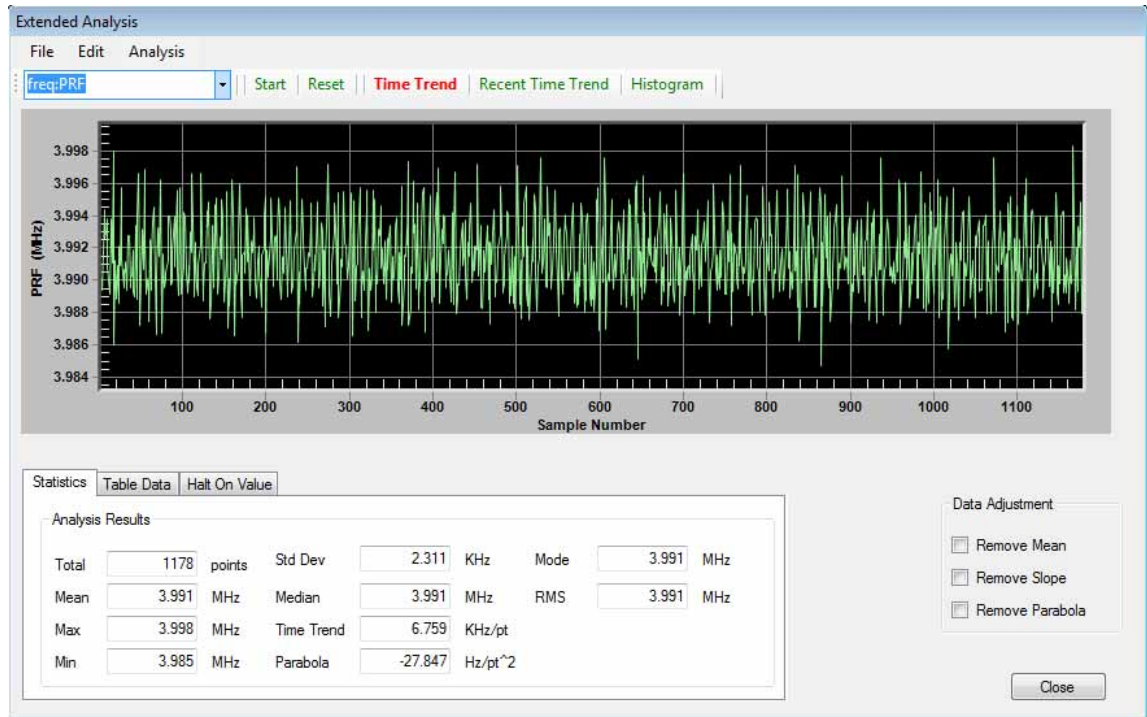 Extended Analysis
File Edit Analysis
freq:PRF Start Reset Time Trend Recent Time Trend Histogram
3.998
3.996
3.994
3.992
3.990
3.988
3.986
3.984
PRF (MHz)
100 200 300 400 500 600 700 800 900 1000 1100
Sample Number
Statistics Table Data Halt On Value
Analysis Results
Total 1178 points Std Dev 2.311 KHz Mode 3.991 MHz
Mean 3.991 MHz Median 3.991 MHz RMS 3.991 MHz
Max 3.998 MHz Time Trend 6.759 KHz/pt
Min 3.985 MHz Parabola -27.847 Hz/pt^2
Data Adjustment
Remove Mean
Remove Slope
Remove Parabola
Close